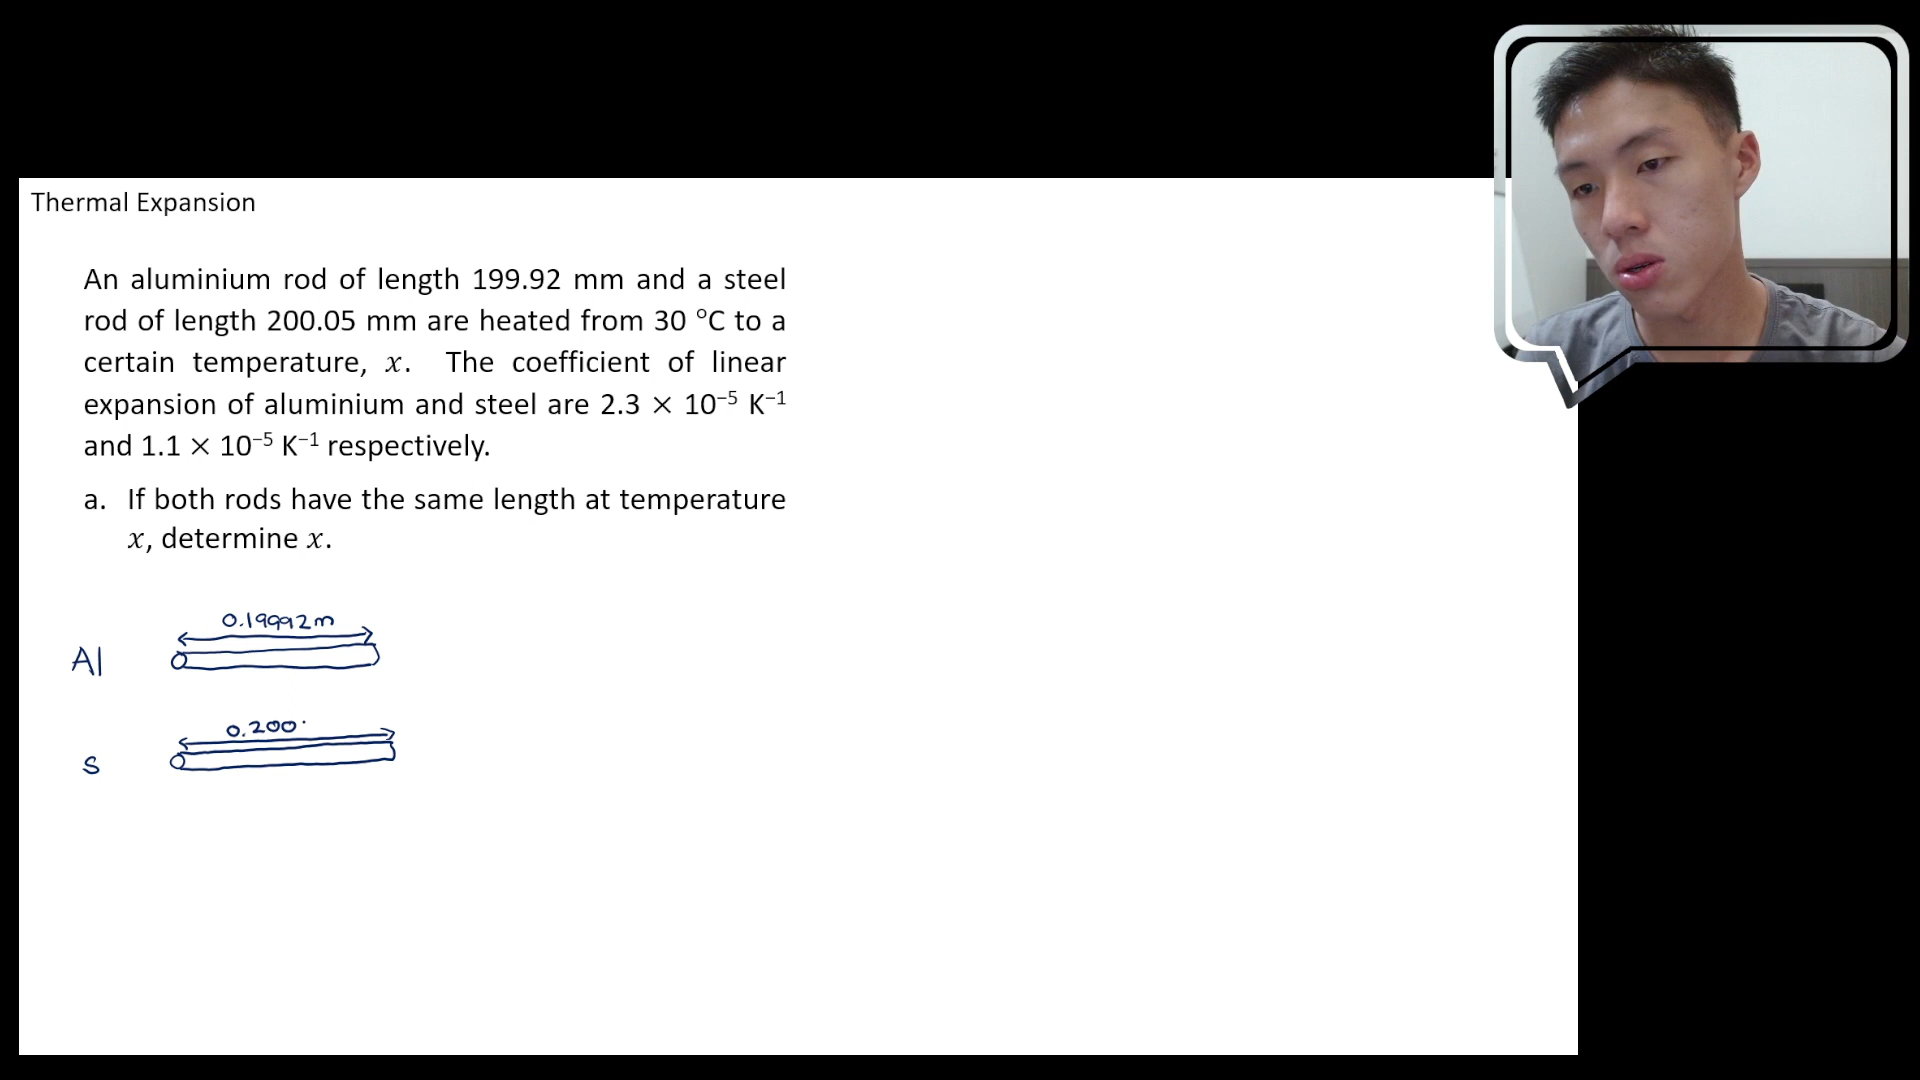 Thermal Expansion
An aluminium rod of length 199.92 mm and a steel
rod of length 200.05 mm are heated from 30 °C to a
certain temperature, x. The coefficient of linear
expansion of aluminium and steel are 2.3 × 10⁻⁵ K⁻¹
and 1.1 × 10⁻⁵ K⁻¹ respectively.
a. If both rods have the same length at temperature
x, determine x.
0.19992m
Al
0.200
S